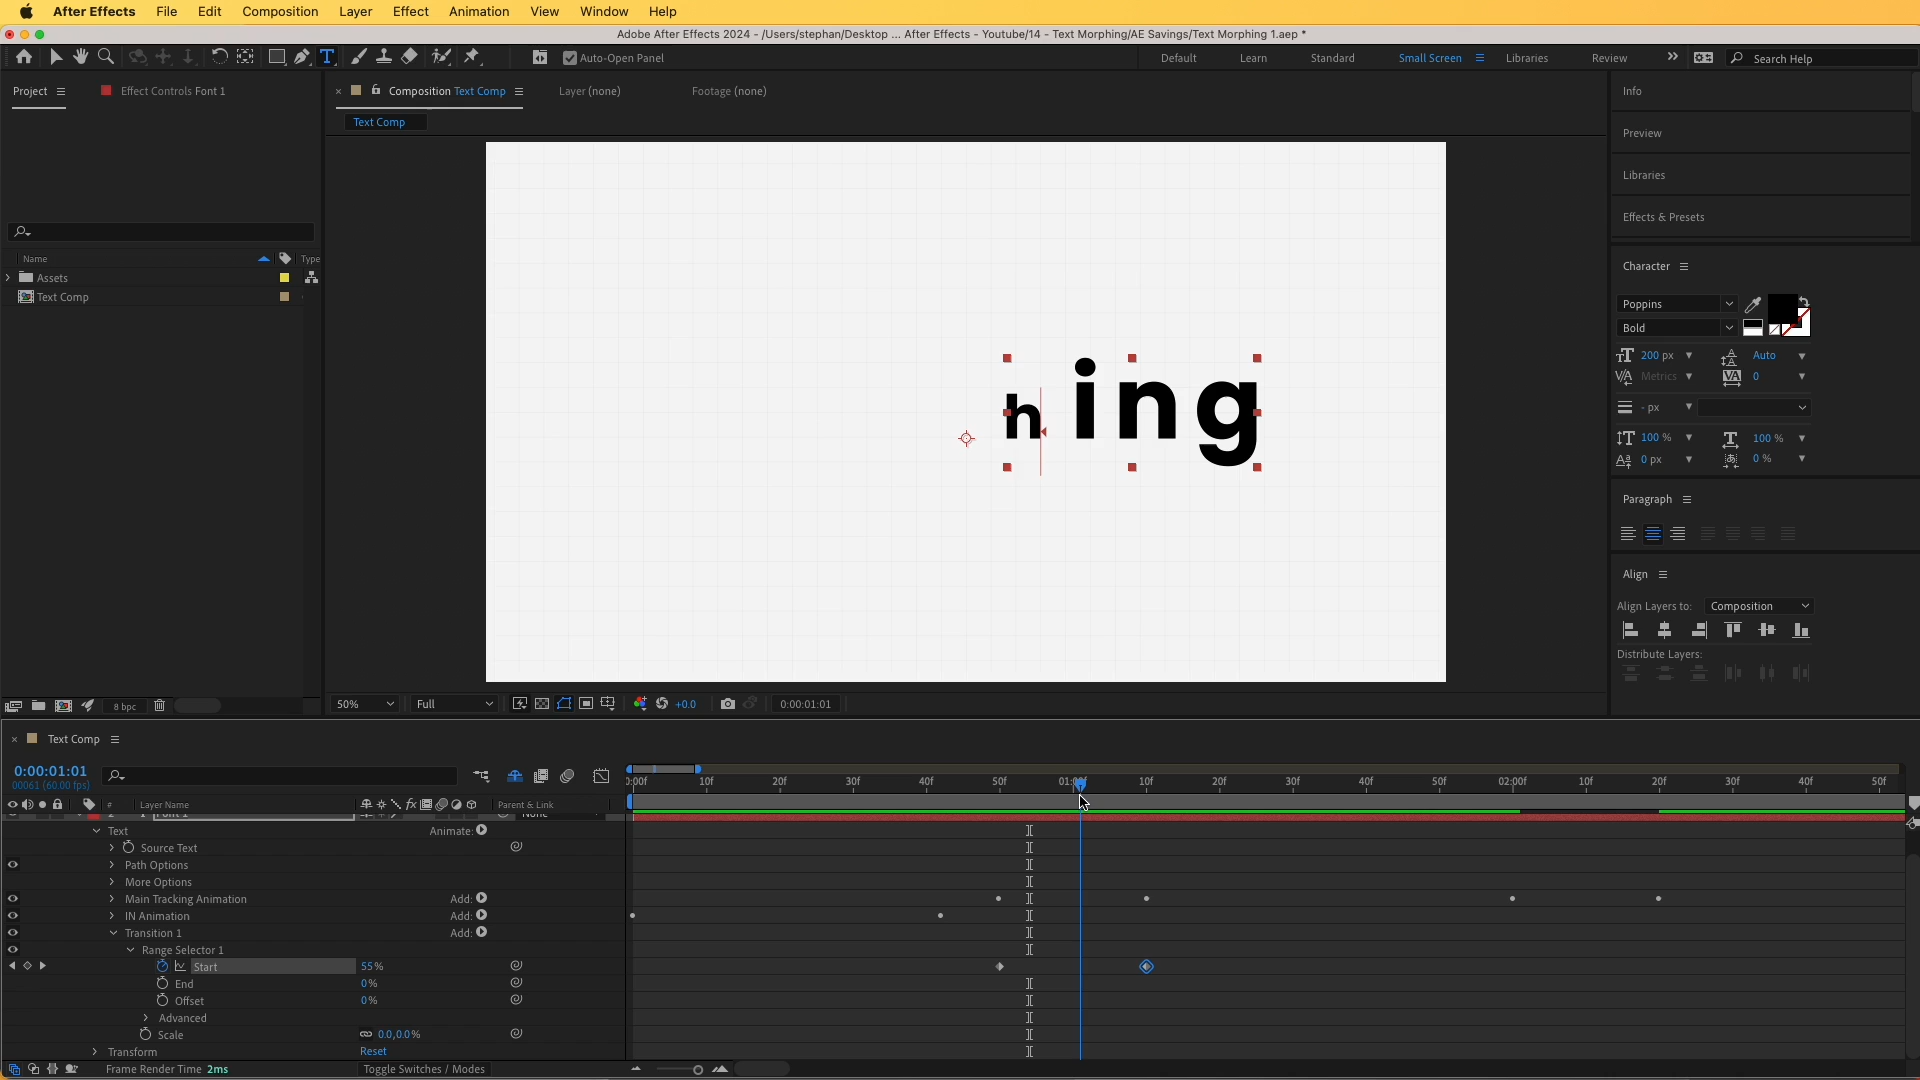 After Effects File Edit Composition Layer Effect Animation View Window Help
Adobe After Effects 2024 - /Users/stephan/Desktop ... After Effects - Youtube/14 - Text Morphing/AE Savings/Text Morphing 1.aep *
Auto-Open Panel Default Learn Standard Small Screen Libraries Review Search Help
Project Effect Controls Font 1 Composition Text Comp Layer (none) Footage (none) Info
Text Comp
Preview
Libraries
Effects & Presets
Name Type
Assets
Text Comp
Character
Poppins
Bold
200 px Auto
Metrics 0
- px
100 % 100 %
0 px 0 %
hing
Paragraph
Align
Align Layers to: Composition
Distribute Layers:
8 bpc 50% Full +0.0 0:00:01:01
Text Comp
0:00:01:01
00061 (60.00 fps)
0:00f 10f 20f 30f 40f 50f 01:00f 10f 20f 30f 40f 50f 02:00f 10f 20f 30f 40f 50f
# Layer Name Parent & Link
Text Animate:
Source Text
Path Options
More Options
Main Tracking Animation Add:
IN Animation Add:
Transition 1 Add:
Range Selector 1
Start 55%
End 0%
Offset 0%
Advanced
Scale 0.0,0.0%
Transform Reset
Frame Render Time 2ms Toggle Switches / Modes